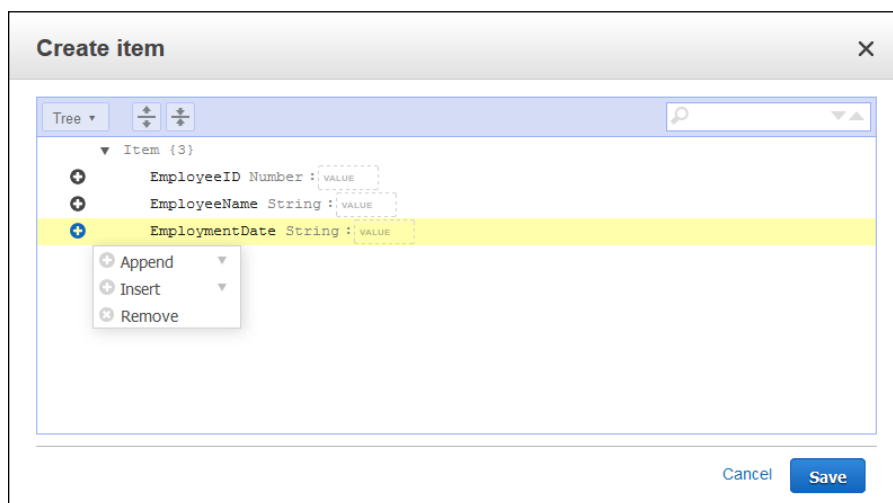 Create item
Tree
Item {3}
EmployeeID Number : VALUE
EmployeeName String : VALUE
EmploymentDate String : VALUE
Append
Insert
Remove
Cancel
Save